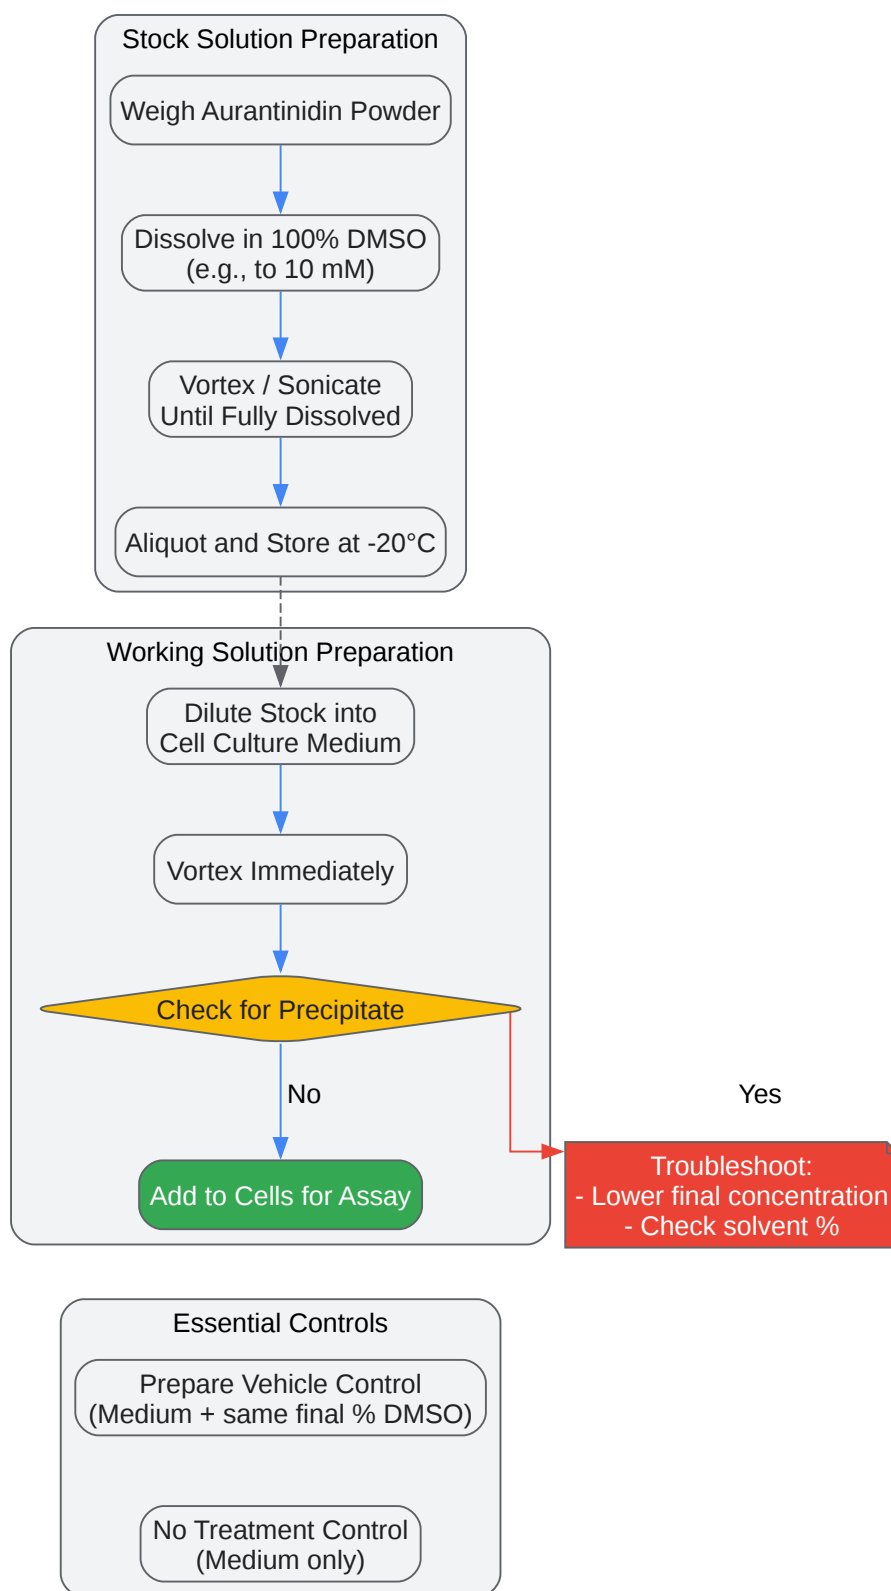 Stock Solution Preparation
Weigh Aurantinidin Powder
Dissolve in 100% DMSO
(e.g., to 10 mM)
Vortex / Sonicate
Until Fully Dissolved
Aliquot and Store at -20°C
Working Solution Preparation
Dilute Stock into
Cell Culture Medium
Vortex Immediately
Check for Precipitate
No
Yes
Add to Cells for Assay
Troubleshoot:
- Lower final concentration
- Check solvent %
Essential Controls
Prepare Vehicle Control
(Medium + same final % DMSO)
No Treatment Control
(Medium only)